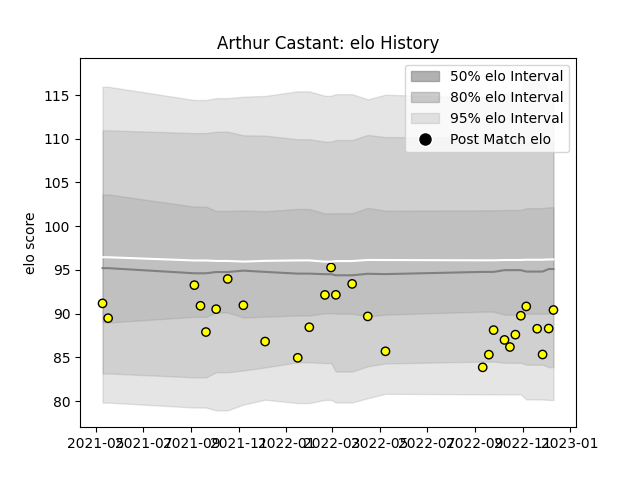 Arthur Castant: elo History
50% elo Interval
80% elo Interval
95% elo Interval
Post Match elo
elo score
115
110
105
100
95
90
85
80
2021-05 2021-07 2021-09 2021-11 2022-01 2022-03 2022-05 2022-07 2022-09 2022-11 2023-01